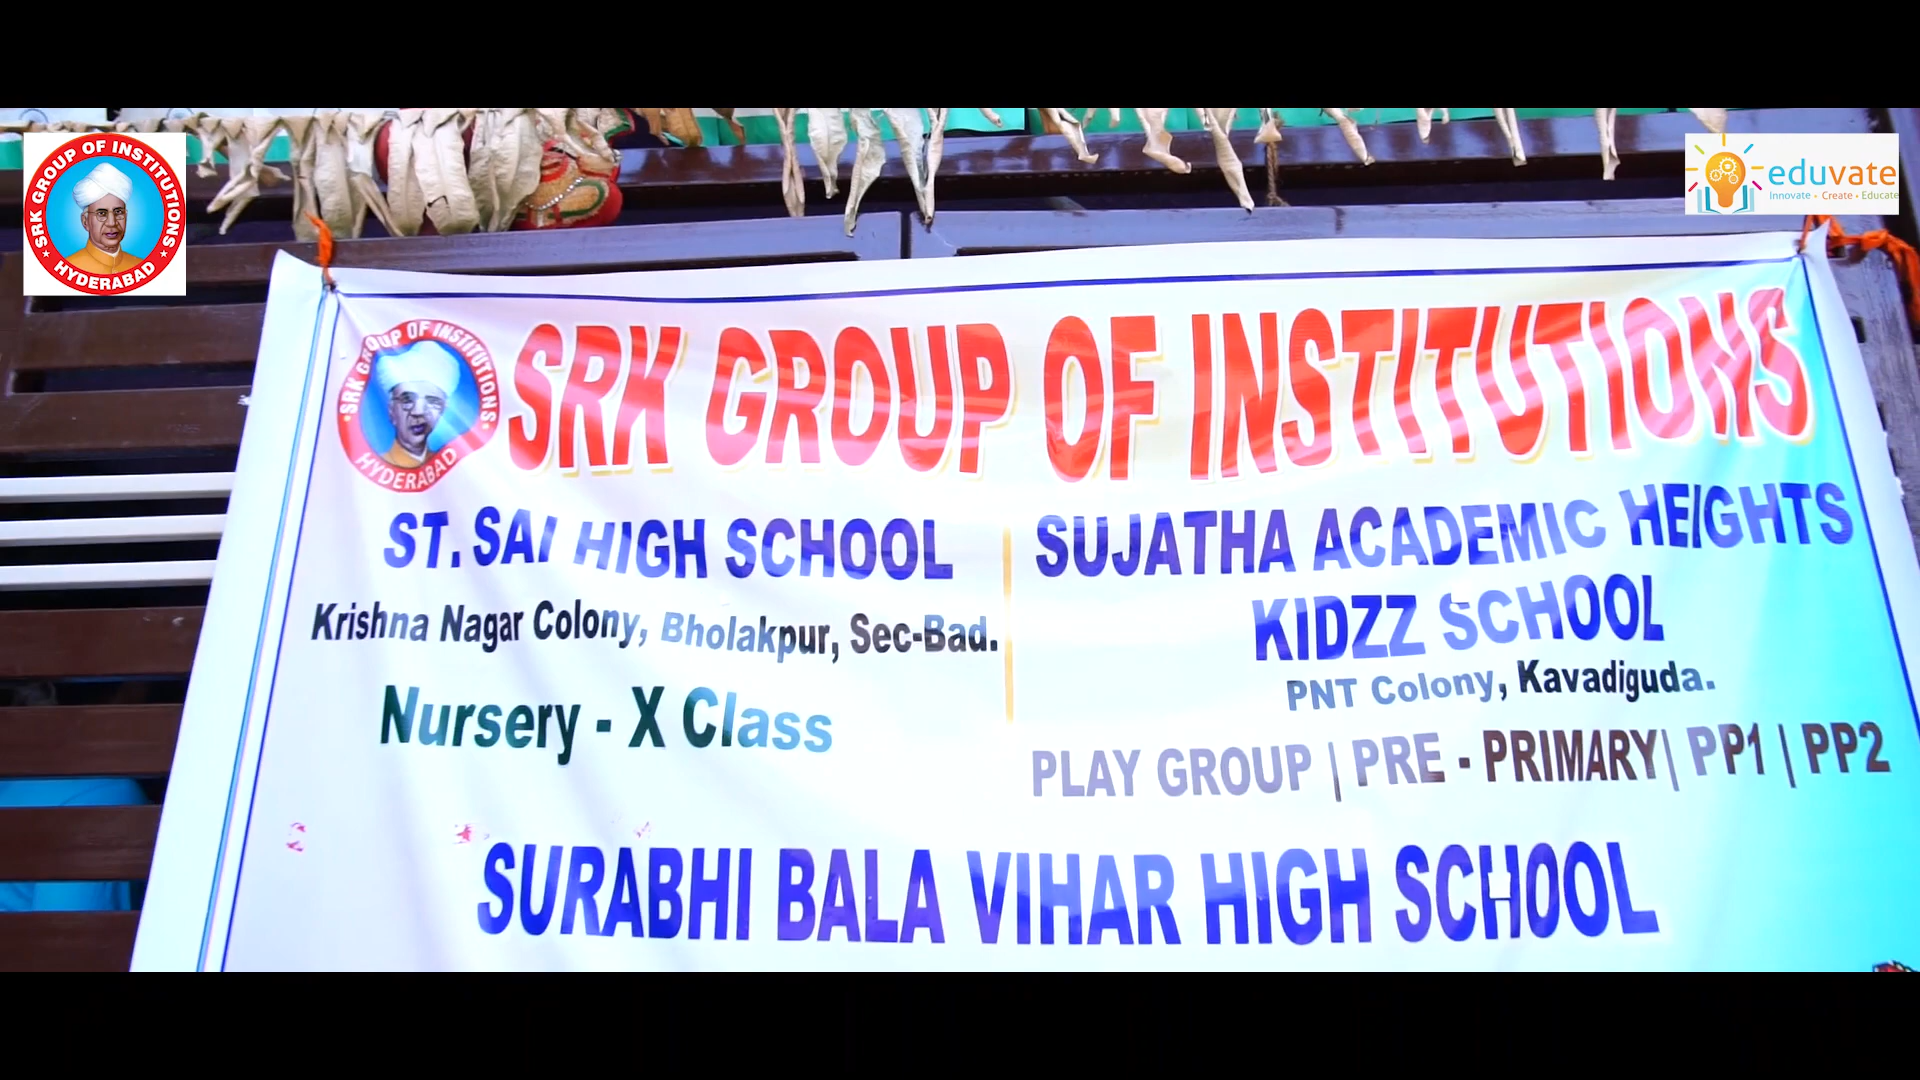 SRK GROUP OF INSTITUTIONS
HYDERABAD
eduvate
Innovate • Create • Educate
SRK GROUP OF INSTITUTIONS
HYDERABAD
SRK GROUP OF INSTITUTIONS
ST. SAI HIGH SCHOOL
Krishna Nagar Colony, Bholakpur, Sec-Bad.
Nursery - X Class
SUJATHA ACADEMIC HEIGHTS
KIDZZ SCHOOL
PNT Colony, Kavadiguda.
PLAY GROUP | PRE - PRIMARY | PP1 | PP2
SURABHI BALA VIHAR HIGH SCHOOL